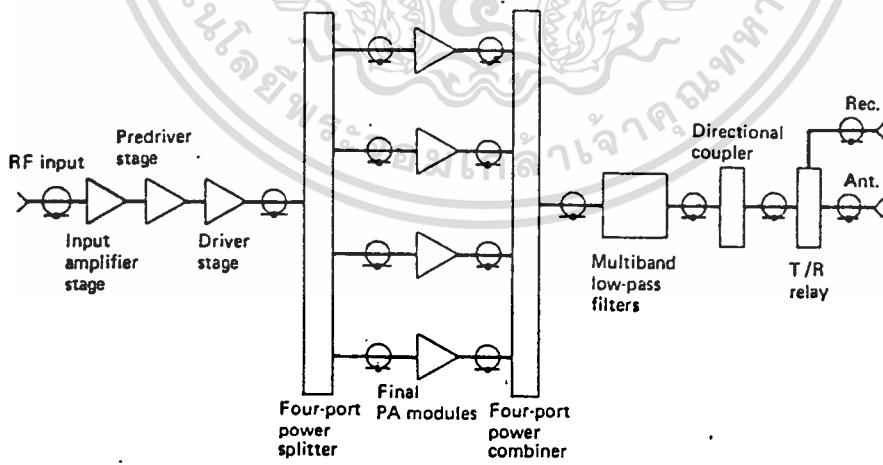 RF input
Input
amplifier
stage
Predriver
stage
Driver
stage
Four-port
power
splitter
Final
PA modules
Four-port
power
combiner
Multiband
low-pass
filters
Directional
coupler
T/R
relay
Rec.
Ant.